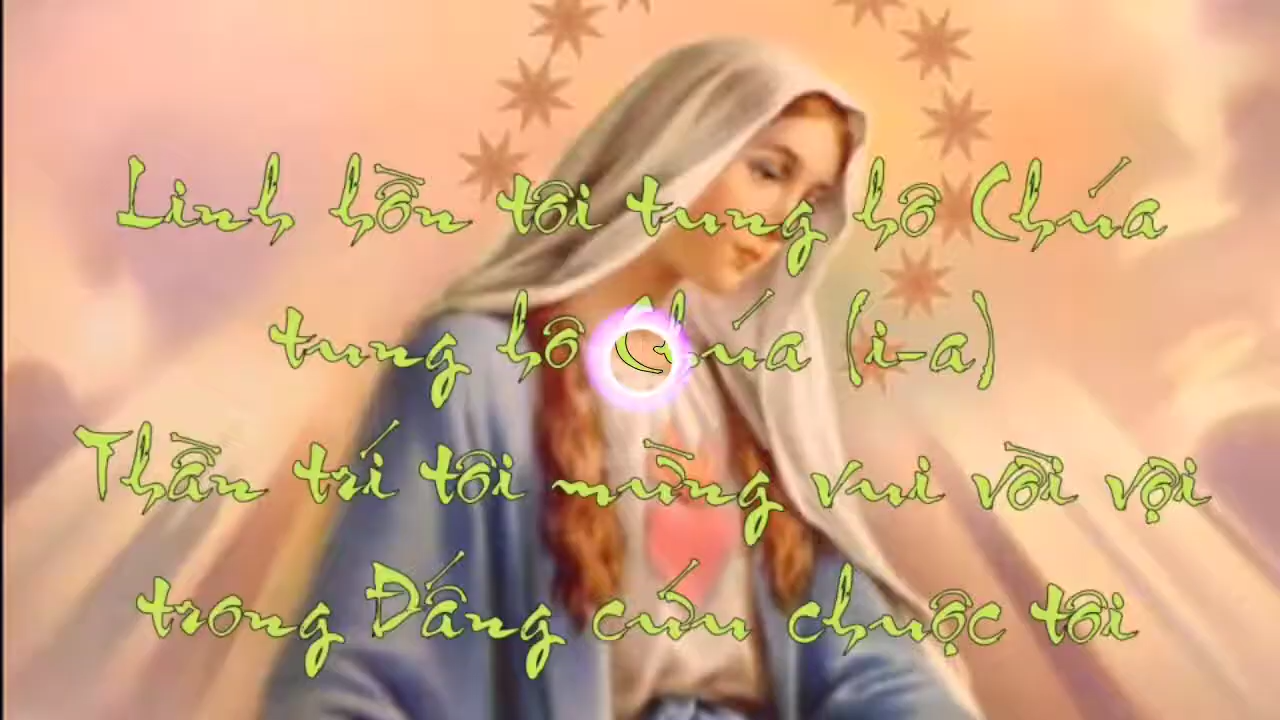 Linh hồn tôi tung hô Chúa
tung hô Chúa (i-a)
Thần trí tôi mừng vui vời vội
trong Đấng cứu chuộc tôi